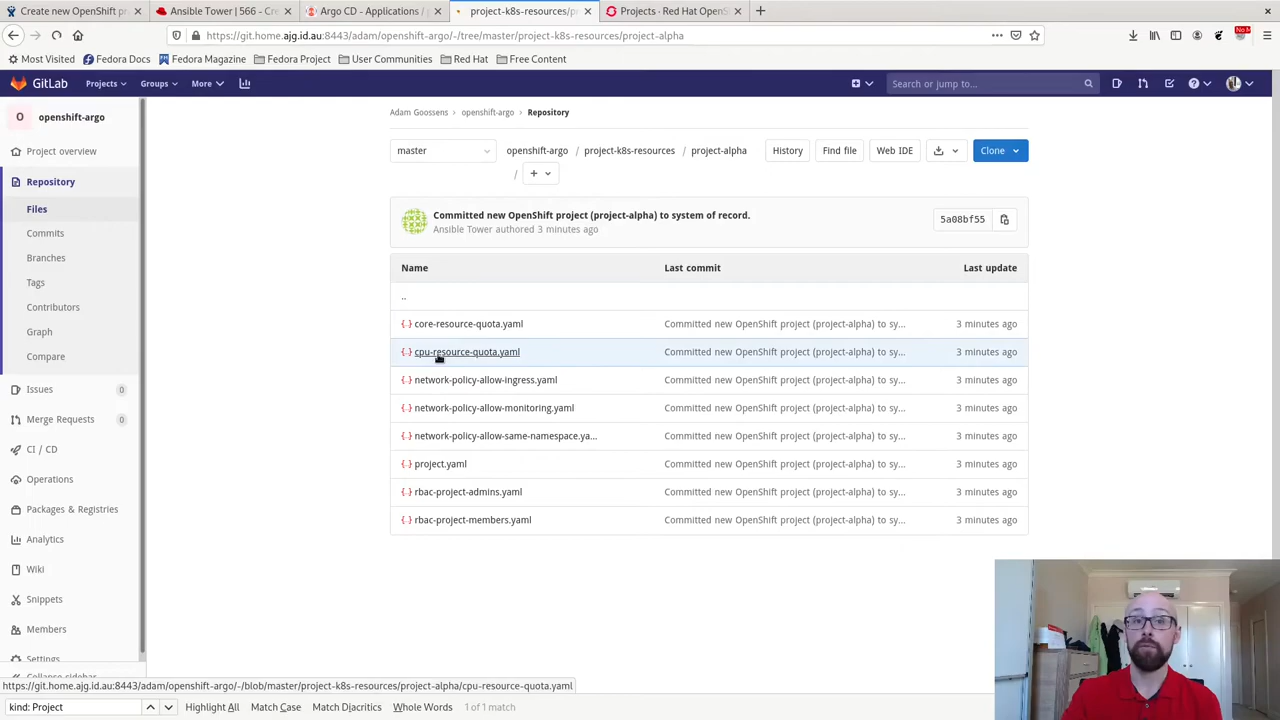 Create new OpenShift p
Ansible Tower | 566 - Cre
Argo CD - Applications /
project-k8s-resources/pr
Projects - Red Hat OpenS
https://git.home.ajg.id.au:8443/adam/openshift-argo/-/tree/master/project-k8s-resources/project-alpha
Most Visited
Fedora Docs
Fedora Magazine
Fedora Project
User Communities
Red Hat
Free Content
GitLab
Projects
Groups
More
Search or jump to...
O
openshift-argo
Project overview
Repository
Files
Commits
Branches
Tags
Contributors
Graph
Compare
Issues
0
Merge Requests
0
CI / CD
Operations
Packages & Registries
Analytics
Wiki
Snippets
Members
Settings
Collapse sidebar
Adam Goossens > openshift-argo > Repository
master
openshift-argo / project-k8s-resources / project-alpha
/ +
History
Find file
Web IDE
Clone
Committed new OpenShift project (project-alpha) to system of record.
Ansible Tower authored 3 minutes ago
5a08bf55
Name Last commit Last update
..
core-resource-quota.yaml Committed new OpenShift project (project-alpha) to sy... 3 minutes ago
cpu-resource-quota.yaml Committed new OpenShift project (project-alpha) to sy... 3 minutes ago
network-policy-allow-ingress.yaml Committed new OpenShift project (project-alpha) to sy... 3 minutes ago
network-policy-allow-monitoring.yaml Committed new OpenShift project (project-alpha) to sy... 3 minutes ago
network-policy-allow-same-namespace.ya... Committed new OpenShift project (project-alpha) to sy... 3 minutes ago
project.yaml Committed new OpenShift project (project-alpha) to sy... 3 minutes ago
rbac-project-admins.yaml Committed new OpenShift project (project-alpha) to sy... 3 minutes ago
rbac-project-members.yaml Committed new OpenShift project (project-alpha) to sy... 3 minutes ago
https://git.home.ajg.id.au:8443/adam/openshift-argo/-/blob/master/project-k8s-resources/project-alpha/cpu-resource-quota.yaml
kind: Project
Highlight All
Match Case
Match Diacritics
Whole Words
1 of 1 match